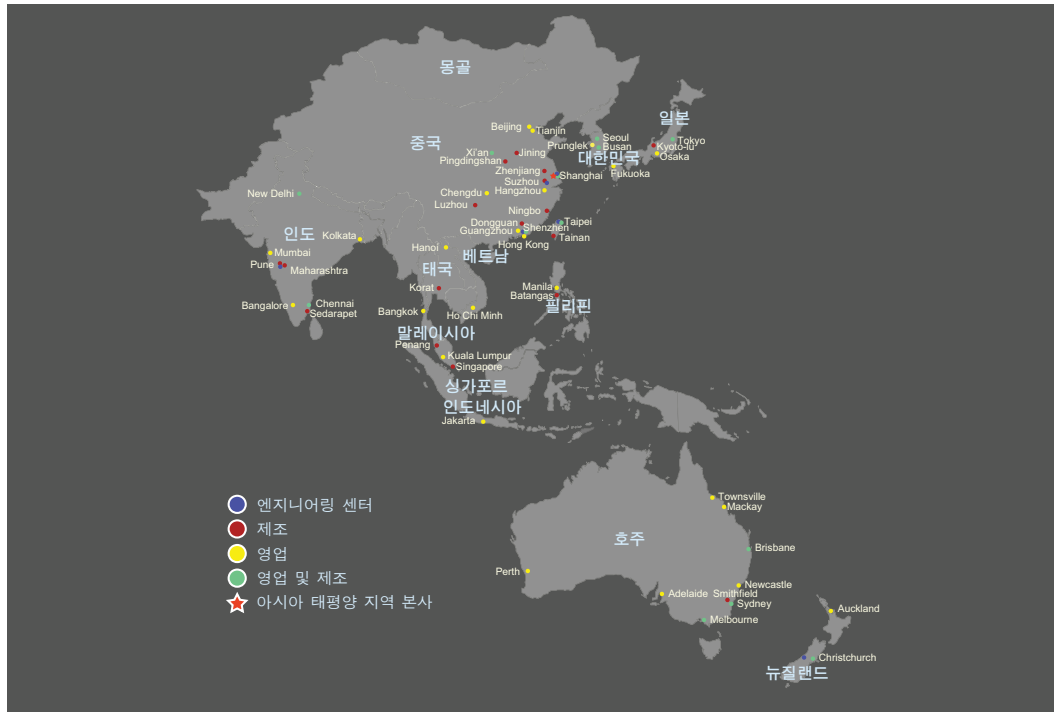 몽골
일본
Beijing
Tianjin
중국
Seoul
Tokyo
Prunglek
Busan
Kyoto-fu
Xi'an
Jining
Osaka
Pingdingshan
대한민국
Zhenjiang
Fukuoka
Suzhou
Shanghai
New Delhi
Chengdu
Hangzhou
Luzhou
Ningbo
Dongguan
Taipei
인도
Kolkata
Guangzhou
Shenzhen
Tainan
Hanoi
Hong Kong
Mumbai
베트남
Pune
Maharashtra
태국
Korat
Manila
Batangas
Bangalore
Chennai
필리핀
Sedarapet
Bangkok
Ho Chi Minh
말레이시아
Penang
Kuala Lumpur
Singapore
싱가포르
인도네시아
Jakarta
엔지니어링 센터
제조
영업
영업 및 제조
아시아 태평양 지역 본사
Townsville
Mackay
호주
Brisbane
Perth
Newcastle
Adelaide
Smithfield
Sydney
Auckland
Melbourne
Christchurch
뉴질랜드